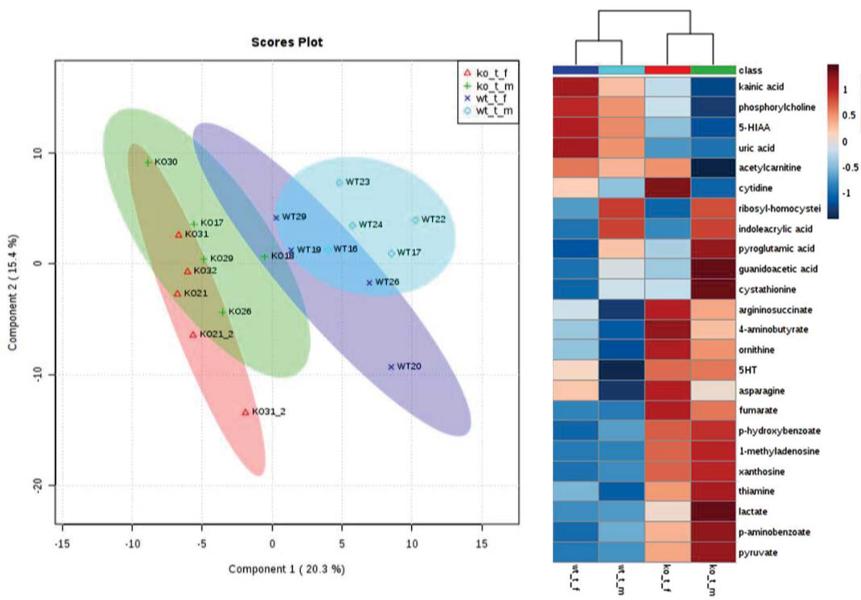 Scores Plot
ko_t_f
ko_t_m
wt_t_f
wt_t_m
Component 2 ( 15.4 %)
10
0
-10
-20
KO30
KO17
KO31
KO29
KO32
KO21
KO26
KO21_2
KO31_2
KO18
WT29
WT19
WT16
WT23
WT24
WT22
WT17
WT26
WT20
-15 -10 -5 0 5 10 15
Component 1 ( 20.3 %)
class
kainic acid
phosphorylcholine
5-HIAA
uric acid
acetylcarnitine
cytidine
ribosyl-homocystei
indoleacrylic acid
pyroglutamic acid
guanidoacetic acid
cystathionine
argininosuccinate
4-aminobutyrate
ornithine
5HT
asparagine
fumarate
p-hydroxybenzoate
1-methyladenosine
xanthosine
thiamine
lactate
p-aminobenzoate
pyruvate
wt_t_f wt_t_m ko_t_f ko_t_m
1
0.5
0
-0.5
-1